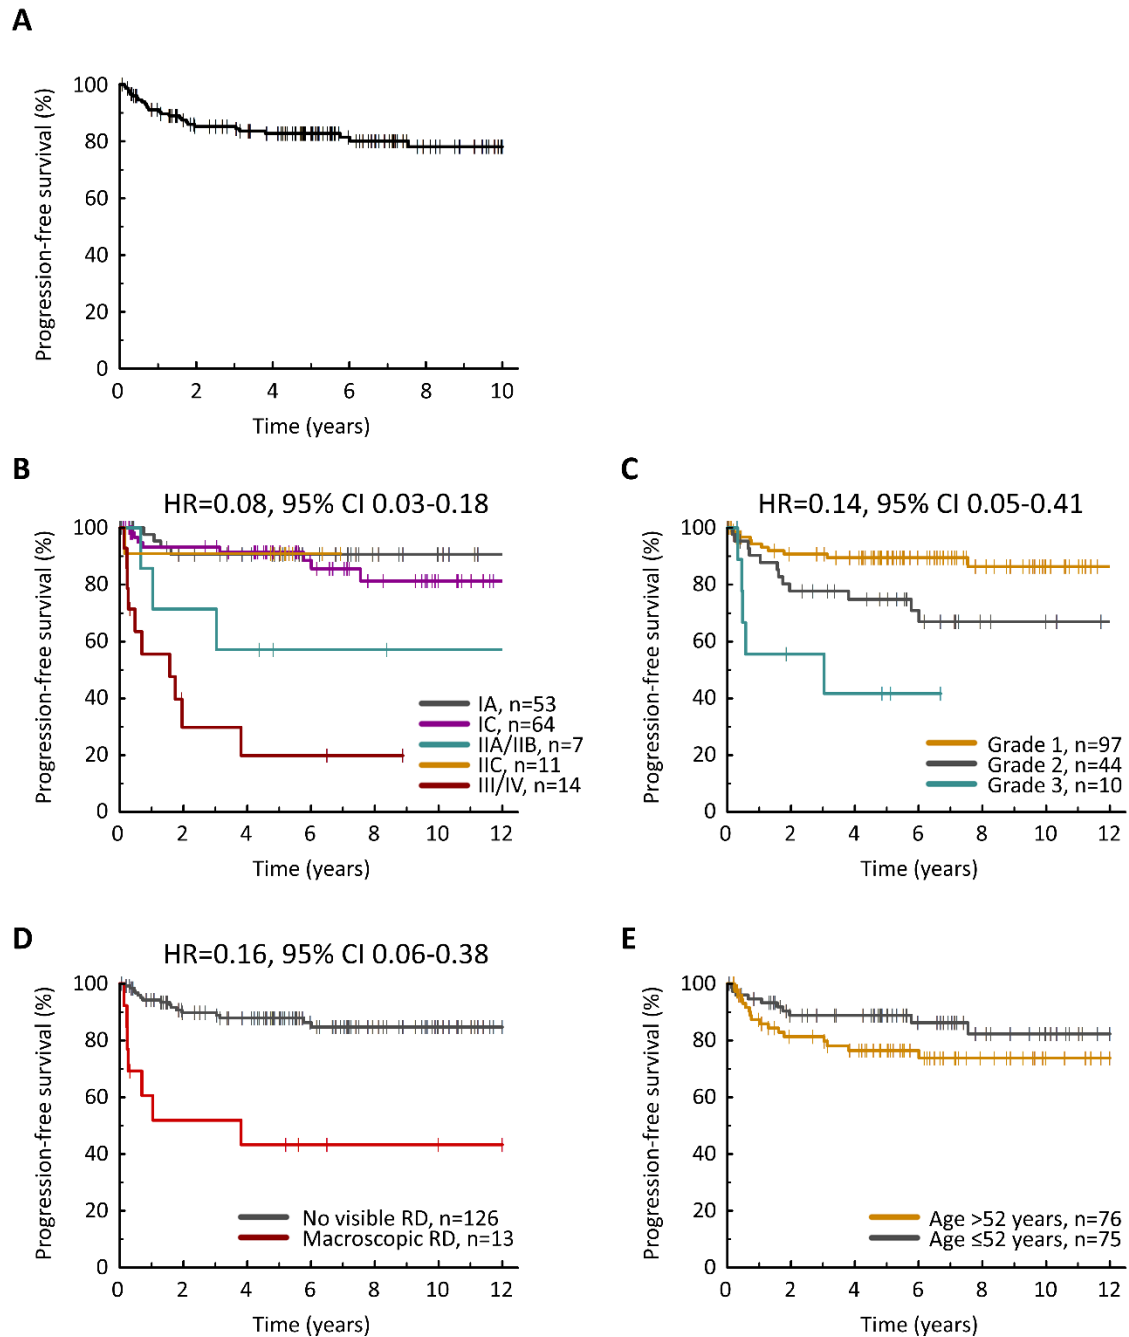 A
Progression-free survival (%)
100
80
60
40
20
0
0 2 4 6 8 10
Time (years)
B
HR=0.08, 95% CI 0.03-0.18
Progression-free survival (%)
100
80
60
40
20
0
IA, n=53
IC, n=64
IIA/IIB, n=7
IIC, n=11
III/IV, n=14
0 2 4 6 8 10 12
Time (years)
C
HR=0.14, 95% CI 0.05-0.41
Progression-free survival (%)
100
80
60
40
20
0
Grade 1, n=97
Grade 2, n=44
Grade 3, n=10
0 2 4 6 8 10 12
Time (years)
D
HR=0.16, 95% CI 0.06-0.38
Progression-free survival (%)
100
80
60
40
20
0
No visible RD, n=126
Macroscopic RD, n=13
0 2 4 6 8 10 12
Time (years)
E
Progression-free survival (%)
100
80
60
40
20
0
Age >52 years, n=76
Age ≤52 years, n=75
0 2 4 6 8 10 12
Time (years)